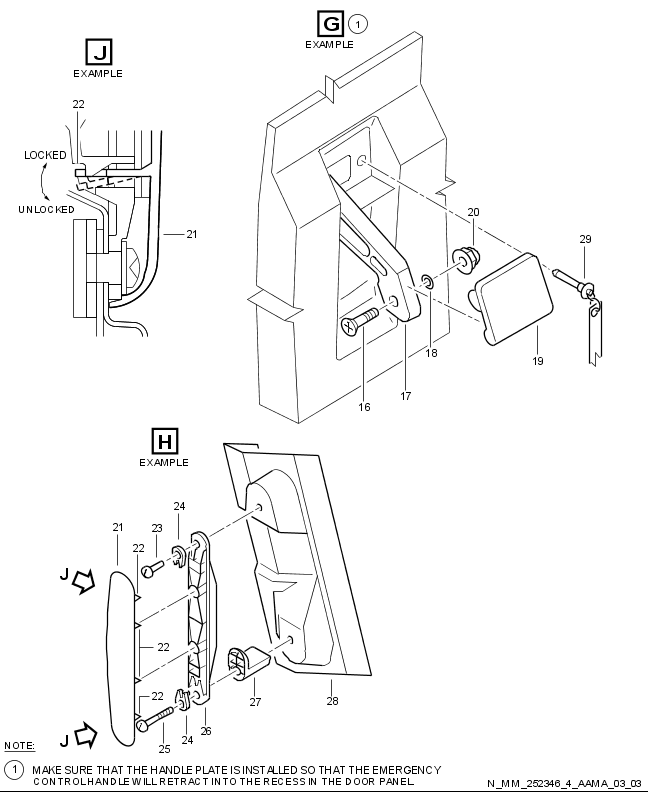 G 1
EXAMPLE
J
EXAMPLE
22
LOCKED
UNLOCKED
21
20
29
19
18
17
16
H
EXAMPLE
24
23
21
22
J
22
22
27
28
26
24
25
J
NOTE:
1 MAKE SURE THAT THE HANDLE PLATE IS INSTALLED SO THAT THE EMERGENCY
CONTROL HANDLE WILL RETRACT INTO THE RECESS IN THE DOOR PANEL.
N_MM_252346_4_AAMA_03_03